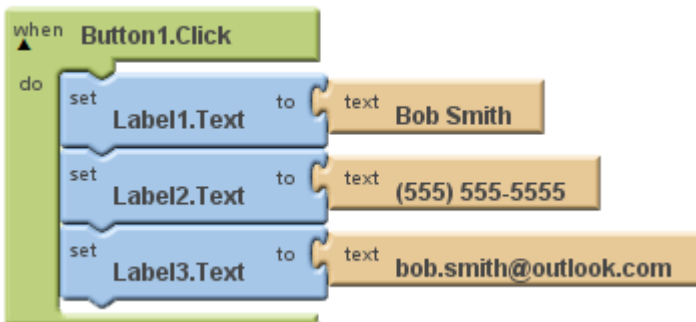 when Button1.Click
do
set Label1.Text to text Bob Smith
set Label2.Text to text (555) 555-5555
set Label3.Text to text bob.smith@outlook.com